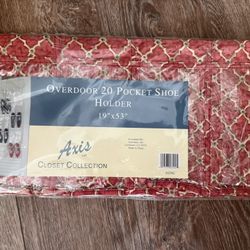 Overdoor 20 Pocket Shoe
Holder
19"x53"
Axis
Closet Collection